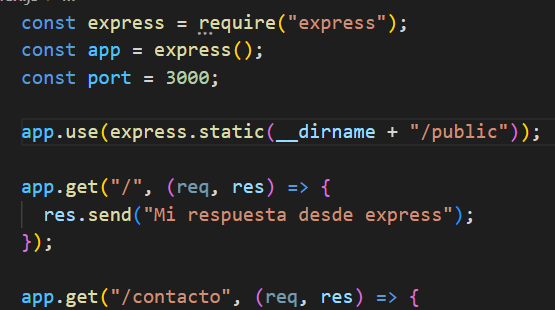 const express = require("express");
const app = express();
const port = 3000;
app.use(express.static(__dirname + "/public"));
app.get("/", (req, res) => {
  res.send("Mi respuesta desde express");
});
app.get("/contacto", (req, res) => {